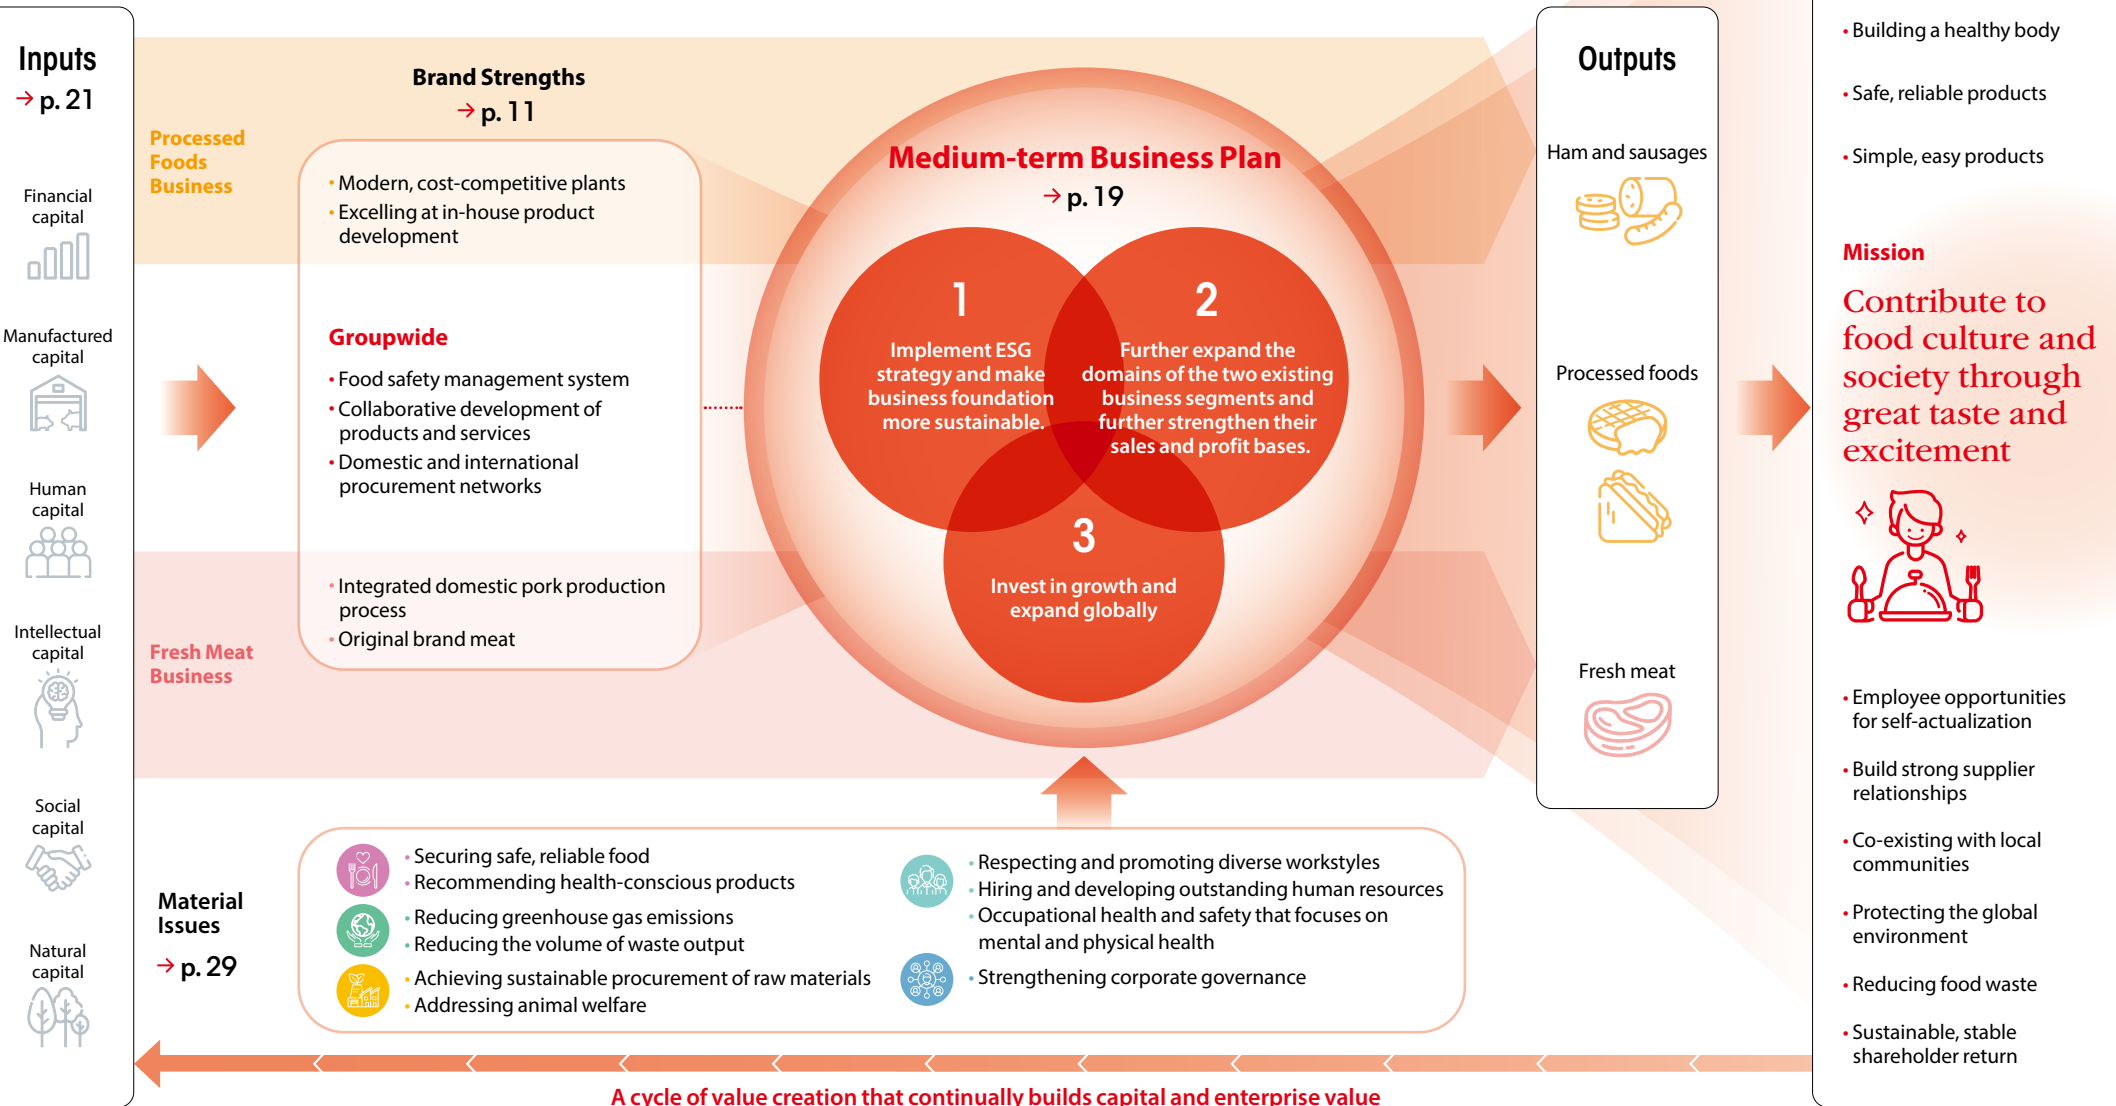 Inputs
→ p. 21
Financial
capital
Manufactured
capital
Human
capital
Intellectual
capital
Social
capital
Natural
capital
Brand Strengths
→ p. 11
Processed
Foods
Business
• Modern, cost-competitive plants
• Excelling at in-house product
development
Groupwide
• Food safety management system
• Collaborative development of
products and services
• Domestic and international
procurement networks
• Integrated domestic pork production
process
• Original brand meat
Fresh Meat
Business
Medium-term Business Plan
→ p. 19
1
Implement ESG
strategy and make
business foundation
more sustainable.
2
Further expand the
domains of the two existing
business segments and
further strengthen their
sales and profit bases.
3
Invest in growth and
expand globally
Material
Issues
→ p. 29
• Securing safe, reliable food
• Recommending health-conscious products
• Reducing greenhouse gas emissions
• Reducing the volume of waste output
• Achieving sustainable procurement of raw materials
• Addressing animal welfare
• Respecting and promoting diverse workstyles
• Hiring and developing outstanding human resources
• Occupational health and safety that focuses on
mental and physical health
• Strengthening corporate governance
Outputs
Ham and sausages
Processed foods
Fresh meat
• Building a healthy body
• Safe, reliable products
• Simple, easy products
Mission
Contribute to
food culture and
society through
great taste and
excitement
• Employee opportunities
for self-actualization
• Build strong supplier
relationships
• Co-existing with local
communities
• Protecting the global
environment
• Reducing food waste
• Sustainable, stable
shareholder return
A cycle of value creation that continually builds capital and enterprise value